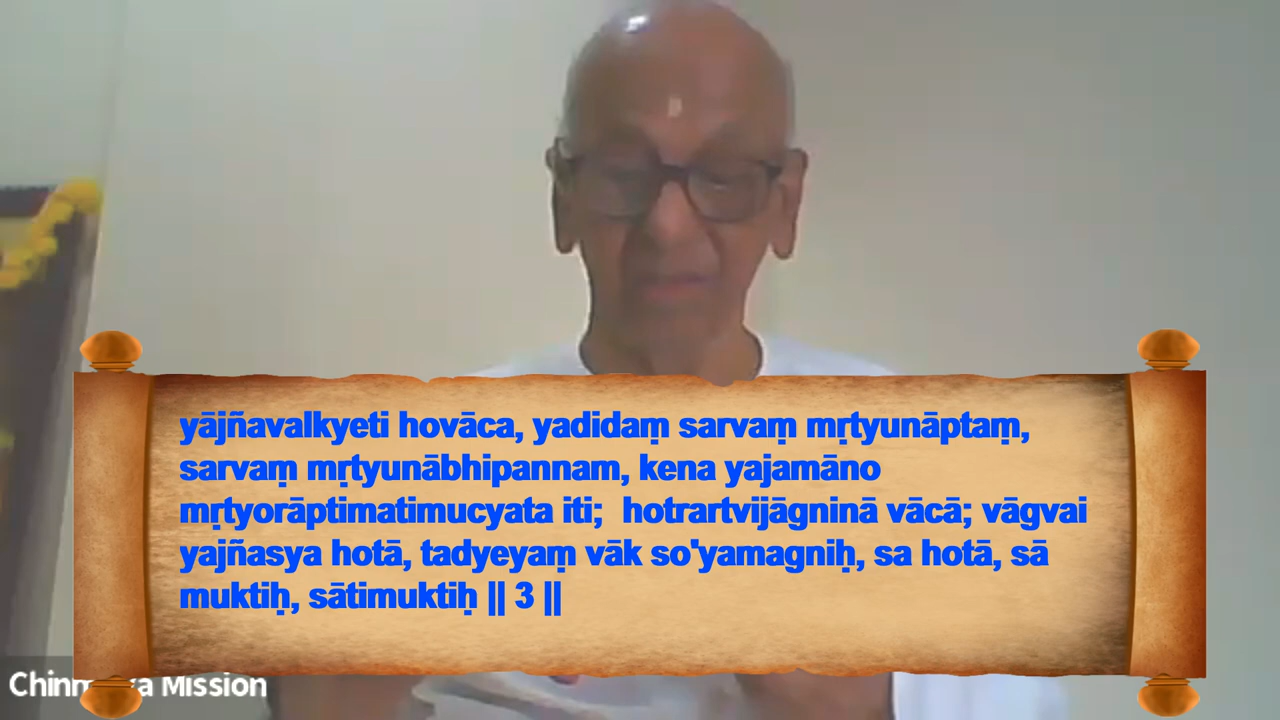 yājñavalkyeti hovāca, yadidaṃ sarvaṃ mṛtyunāptaṃ,
sarvaṃ mṛtyunābhipannam, kena yajamāno
mṛtyorāptimatimucyata iti;  hotrartvijāgninā vācā; vāgvai
yajñasya hotā, tadyeyaṃ vāk so'yamagniḥ, sa hotā, sā
muktiḥ, sātimuktiḥ || 3 ||
Mission